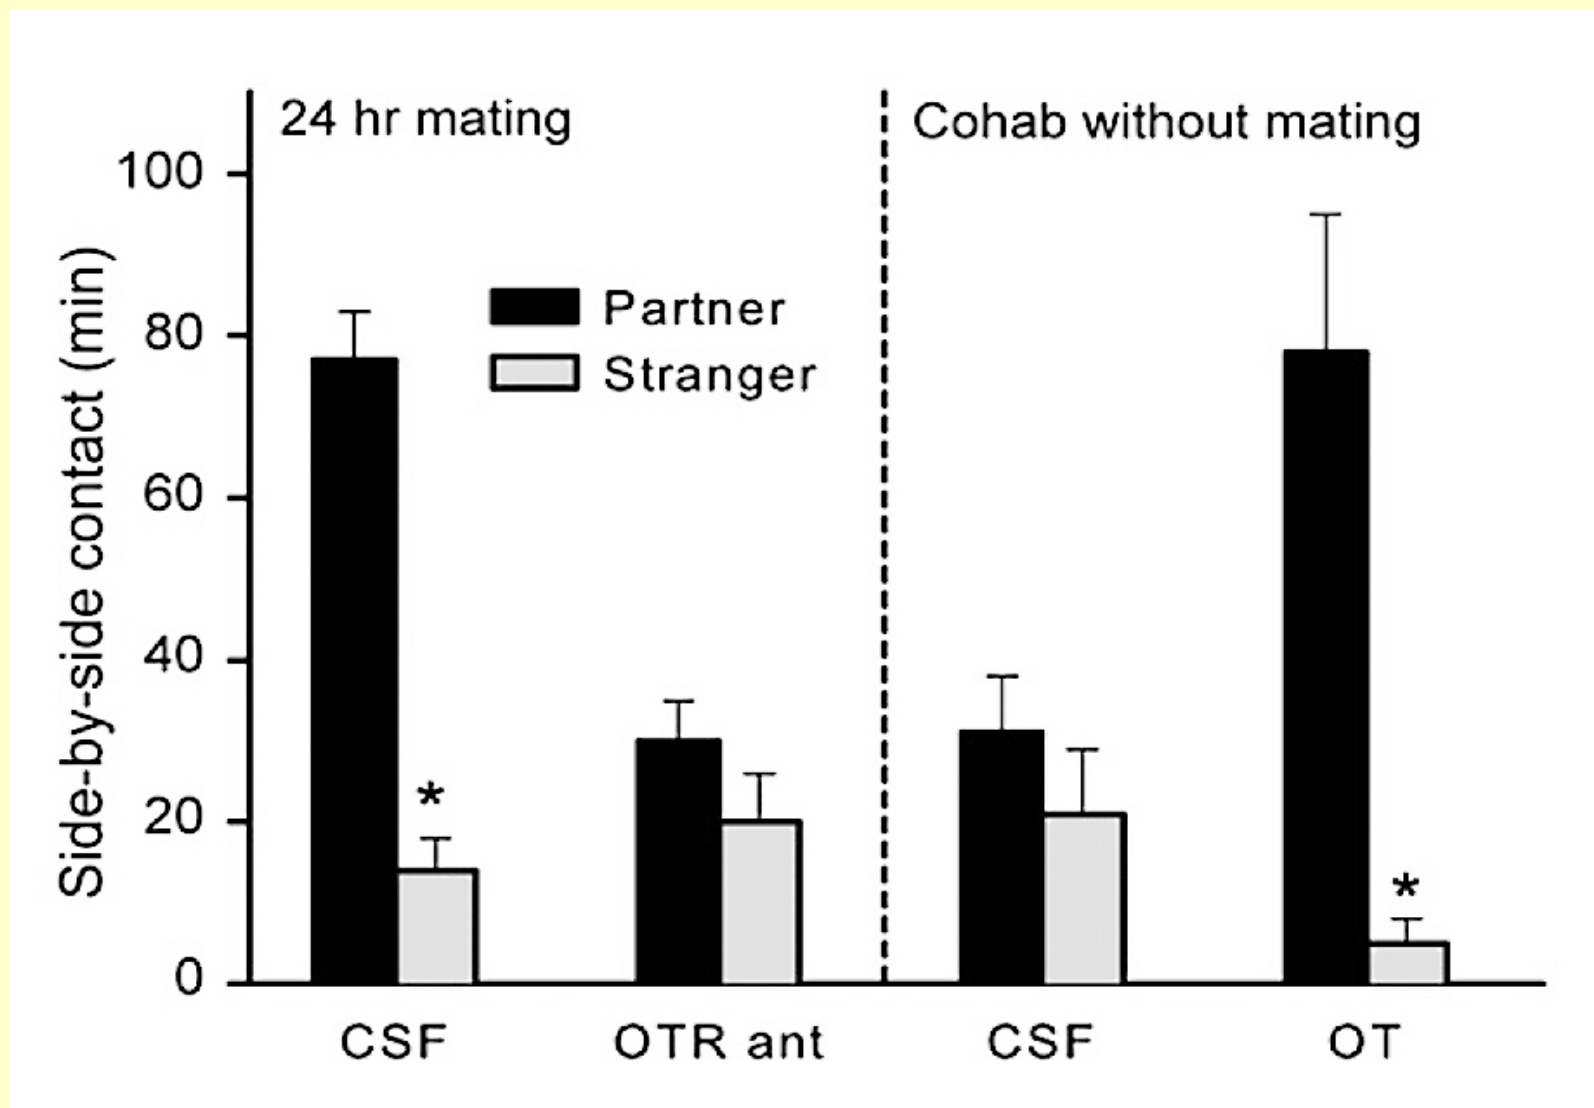 24 hr mating
Cohab without mating
100
80
60
40
20
0
Side-by-side contact (min)
Partner
Stranger
*
*
CSF
OTR ant
CSF
OT